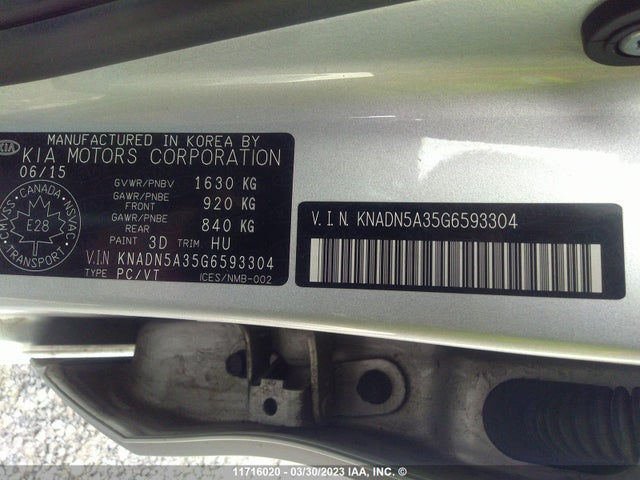 KIA
MANUFACTURED IN KOREA BY
KIA MOTORS CORPORATION
06/15
GVWR/PNBV 1630 KG
GAWR/PNBE FRONT 920 KG
GAWR/PNBE REAR 840 KG
PAINT 3D TRIM HU
V.I.N KNADN5A35G6593304
TYPE PC/VT ICES/NMB-002
CANADA
CMVSS NSVAC
E28
TRANSPORT
V.I.N. KNADN5A35G6593304
11716020 - 03/30/2023 IAA, INC. ©